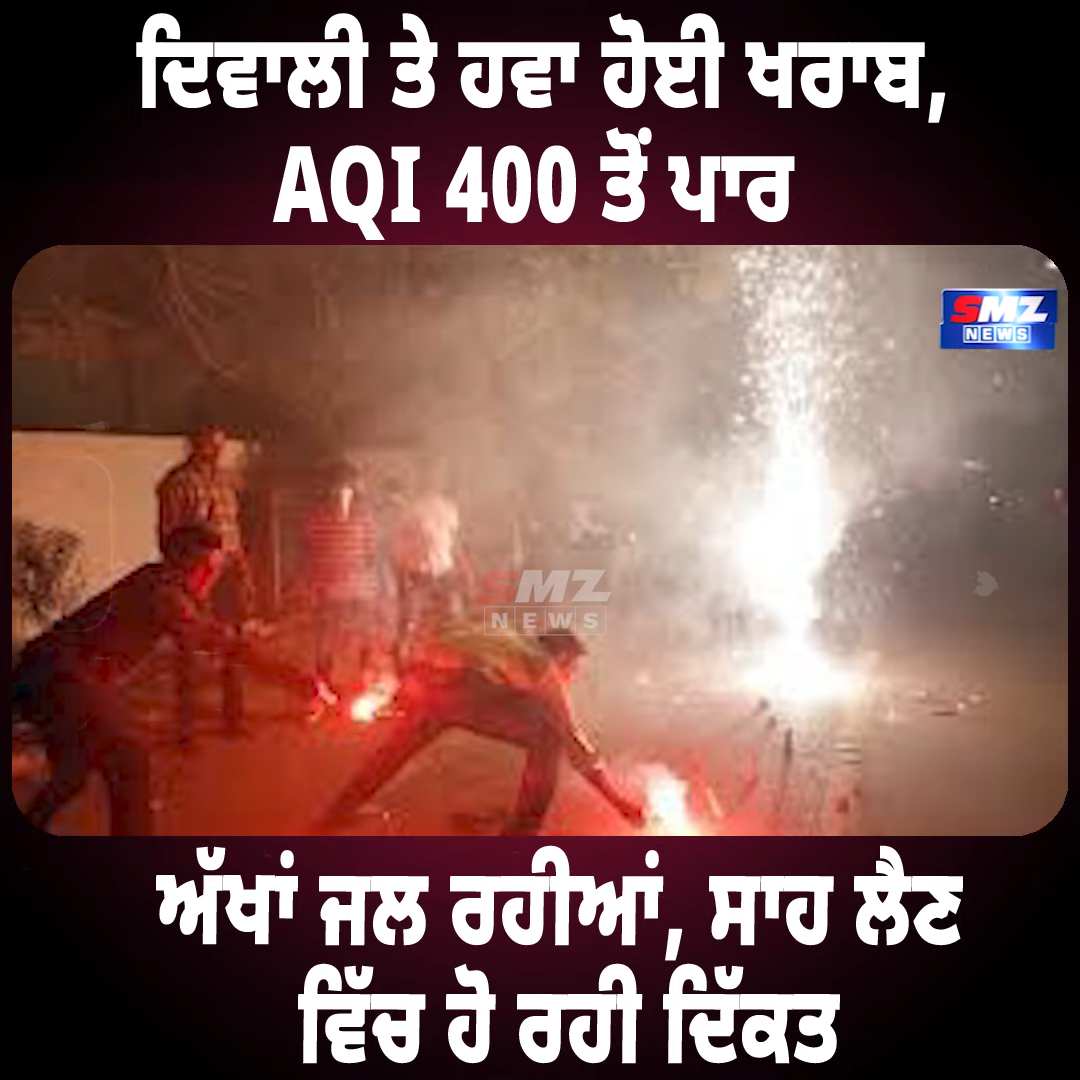 ਦਿਵਾਲੀ ਤੇ ਹਵਾ ਹੋਈ ਖਰਾਬ,
AQI 400 ਤੋਂ ਪਾਰ
SMZ
NEWS
SMZ
NEWS
ਅੱਖਾਂ ਜਲ ਰਹੀਆਂ, ਸਾਹ ਲੈਣ
ਵਿੱਚ ਹੋ ਰਹੀ ਦਿੱਕਤ